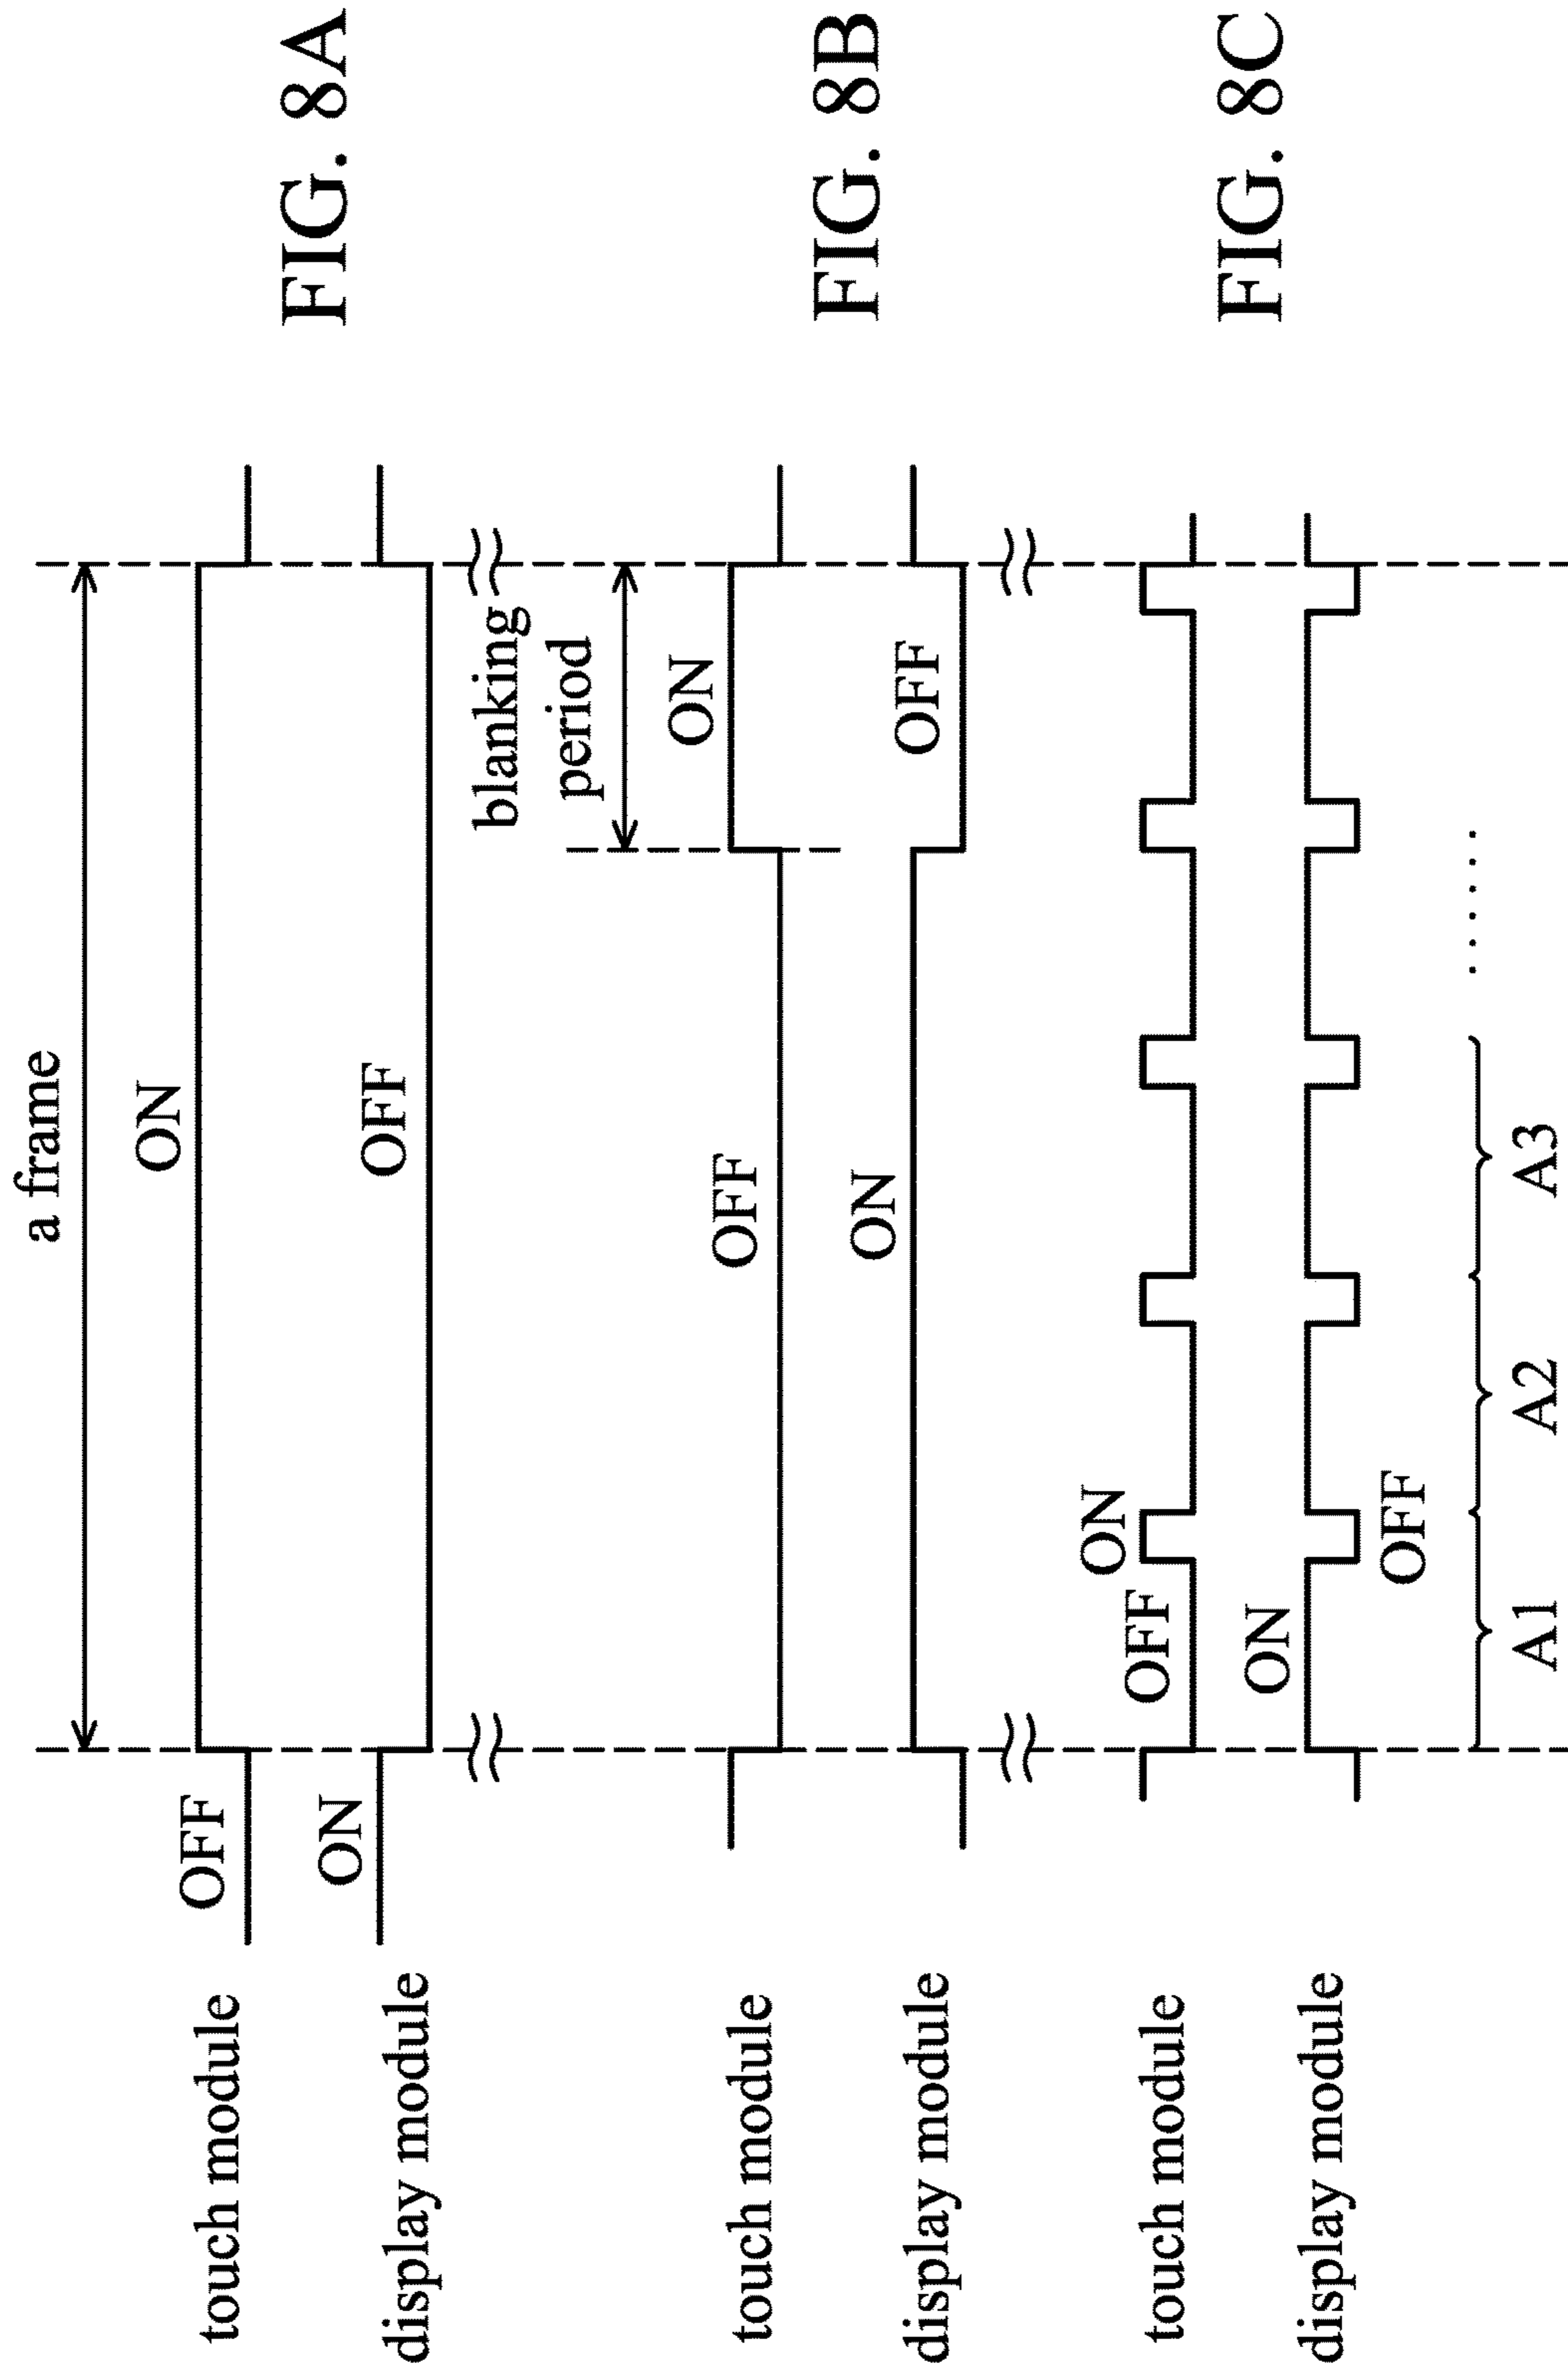 a frame
OFF
ON
touch module
ON
OFF
display module
FIG. 8A
blanking
period
OFF
ON
touch module
ON
OFF
display module
FIG. 8B
OFF
ON
touch module
ON
OFF
display module
A1
A2
A3
......
FIG. 8C